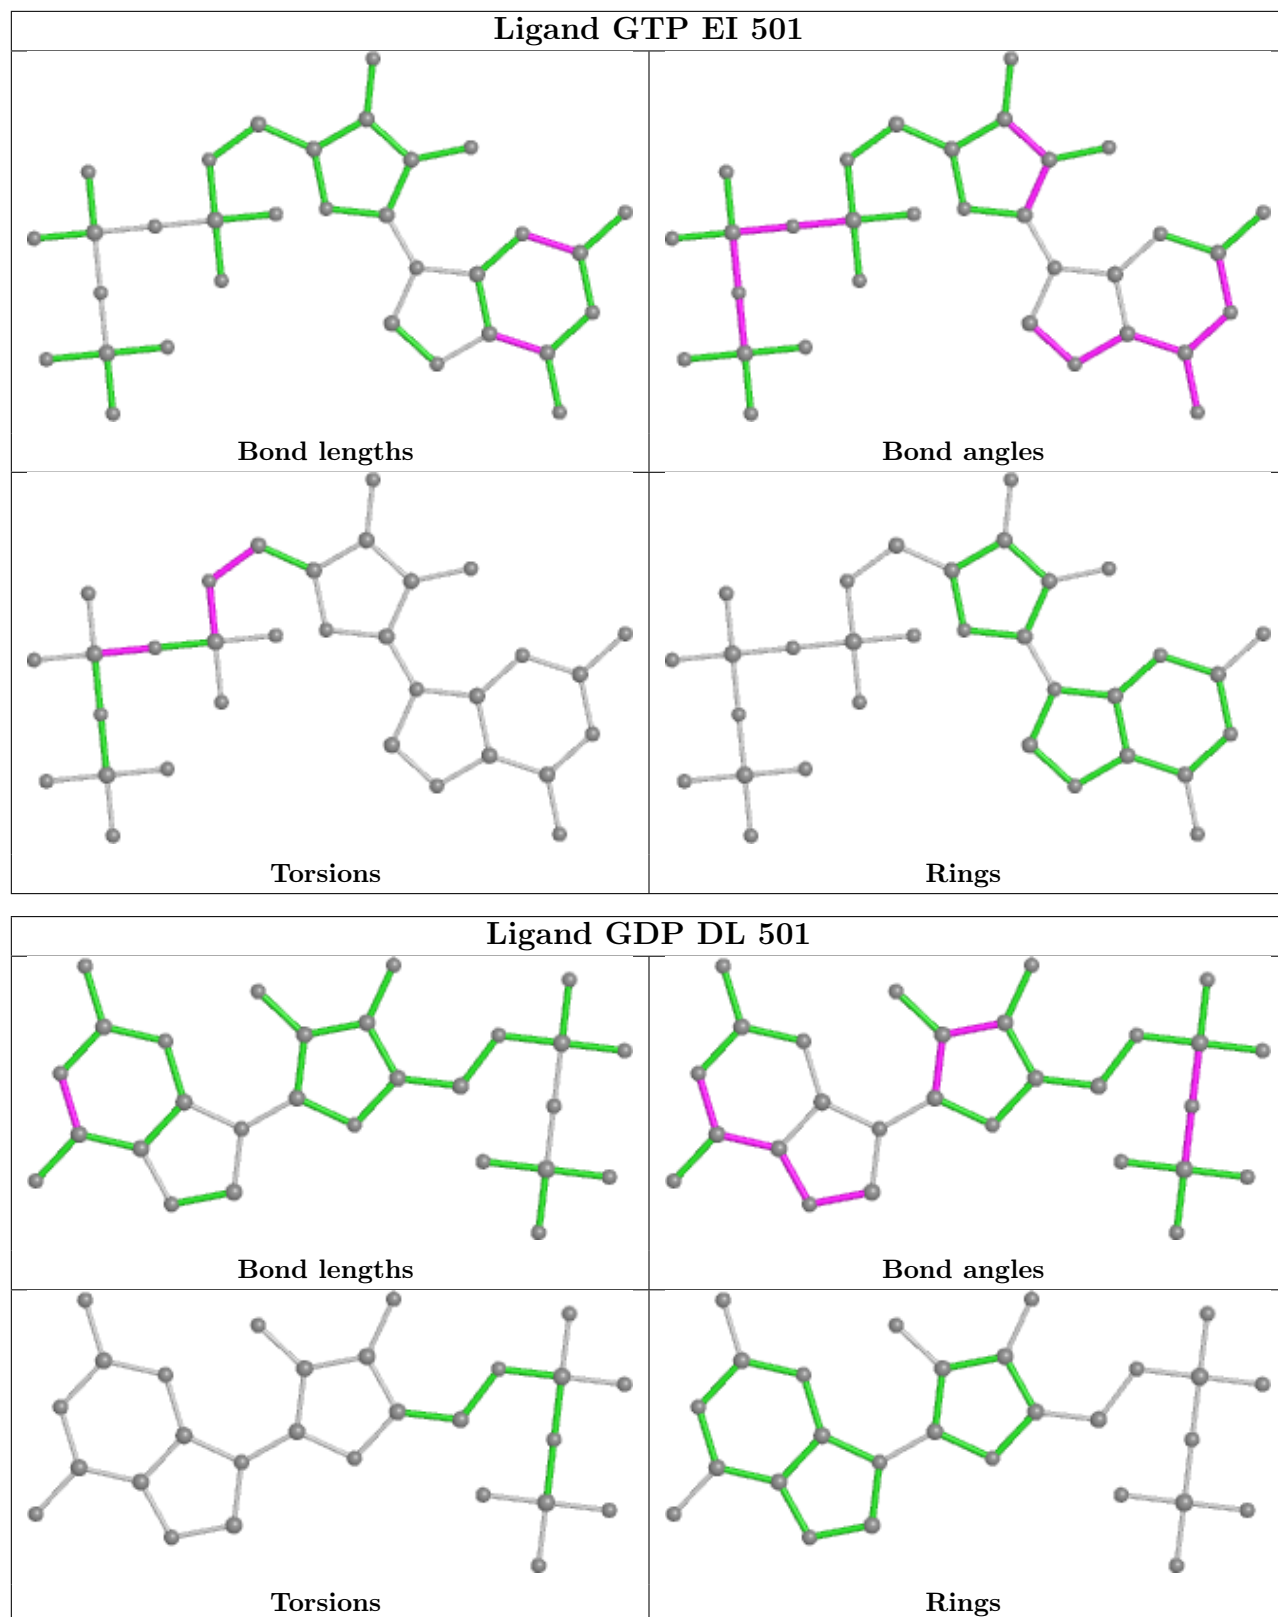 Ligand GTP EI 501
Bond lengths
Bond angles
Torsions
Rings
Ligand GDP DL 501
Bond lengths
Bond angles
Torsions
Rings